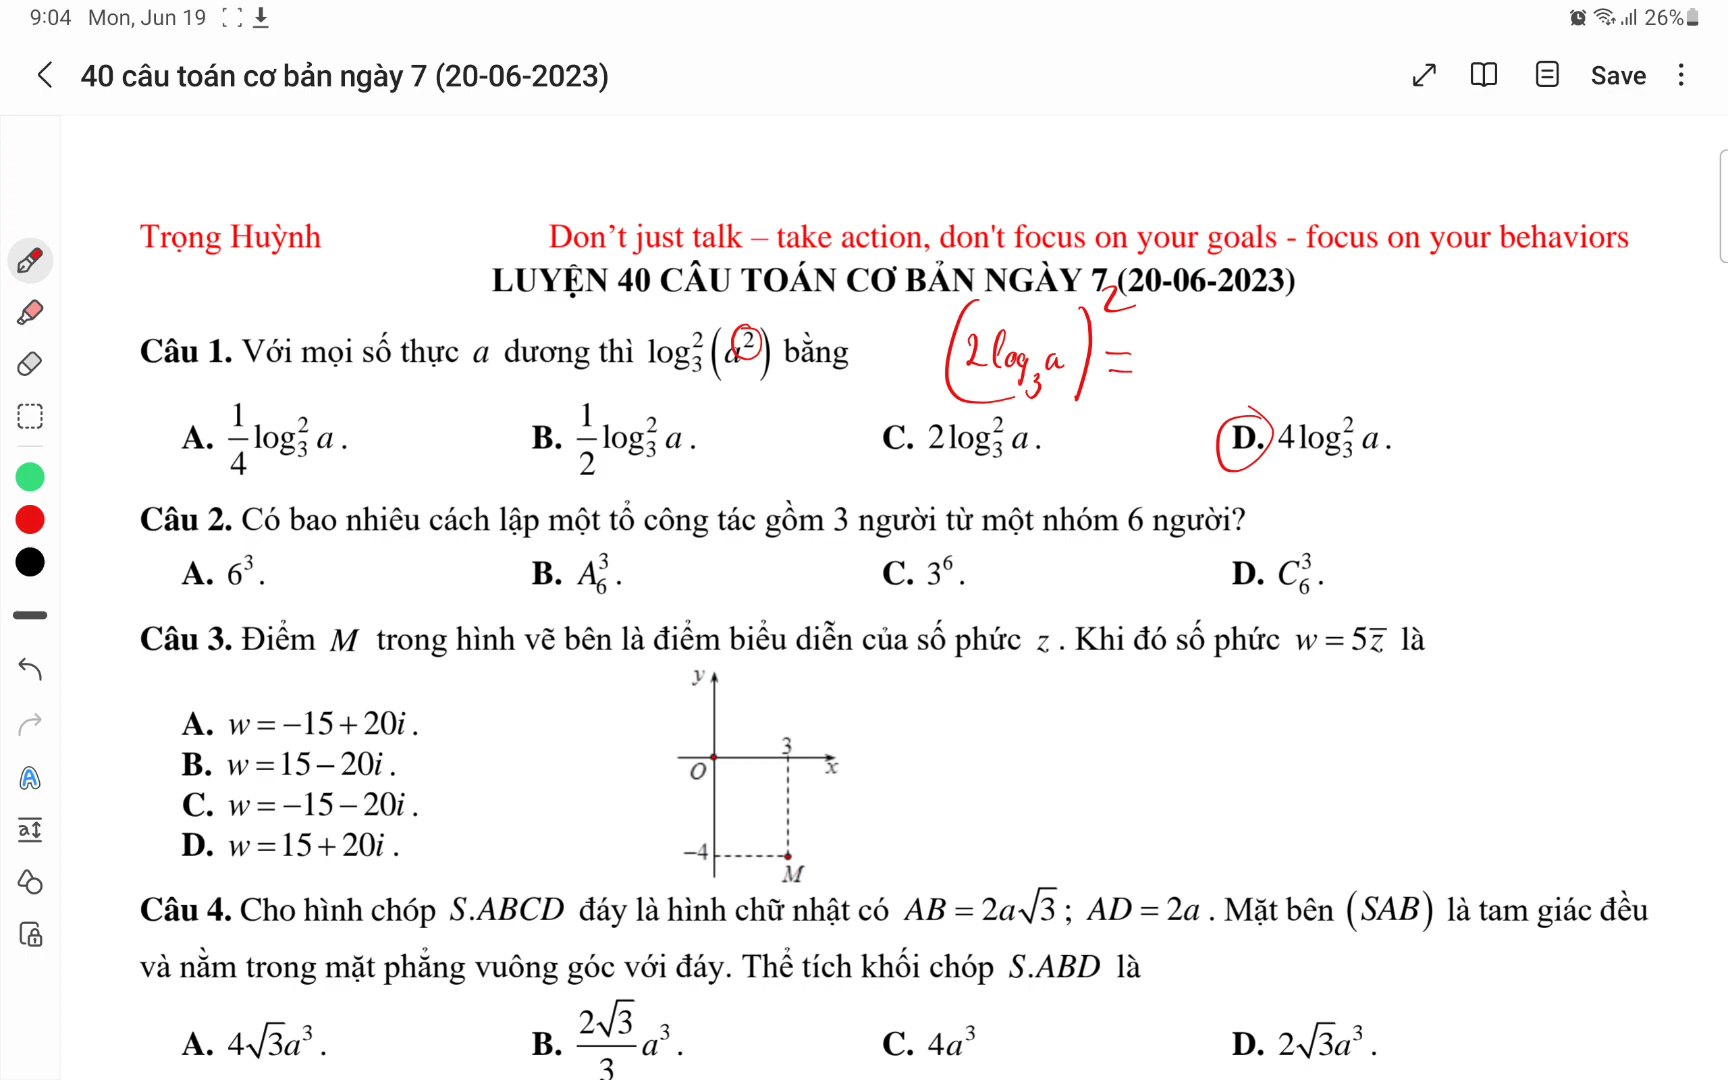 9:04 Mon, Jun 19
26%
40 câu toán cơ bản ngày 7 (20-06-2023)
Save
Trọng Huỳnh Don't just talk – take action, don't focus on your goals - focus on your behaviors
LUYỆN 40 CÂU TOÁN CƠ BẢN NGÀY 7 (20-06-2023)
Câu 1. Với mọi số thực a dương thì log₃²(a²) bằng
(2log₃a)² =
A. 1/4 log₃² a. B. 1/2 log₃² a. C. 2log₃² a. D. 4log₃² a.
Câu 2. Có bao nhiêu cách lập một tổ công tác gồm 3 người từ một nhóm 6 người?
A. 6³. B. A₆³. C. 3⁶. D. C₆³.
Câu 3. Điểm M trong hình vẽ bên là điểm biểu diễn của số phức z. Khi đó số phức w = 5z̅ là
A. w = −15 + 20i.
B. w = 15 − 20i.
C. w = −15 − 20i.
D. w = 15 + 20i.
y
3
O x
−4
M
Câu 4. Cho hình chóp S.ABCD đáy là hình chữ nhật có AB = 2a√3; AD = 2a. Mặt bên (SAB) là tam giác đều
và nằm trong mặt phẳng vuông góc với đáy. Thể tích khối chóp S.ABD là
A. 4√3a³. B. 2√3/3 a³. C. 4a³ D. 2√3a³.